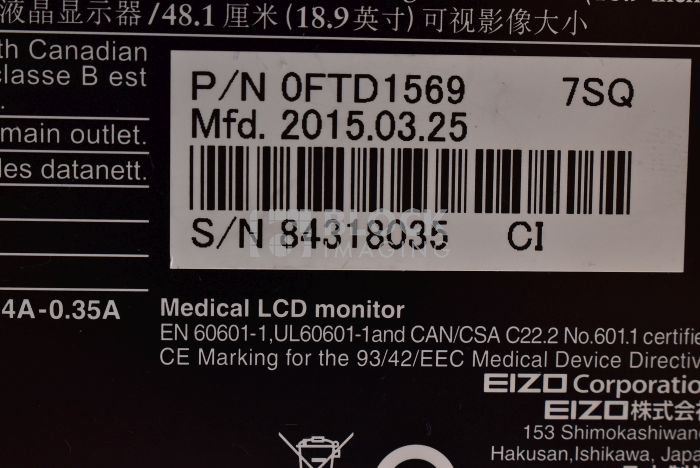 液晶显示器/48.1 厘米 (18.9英寸) 可视影像大小
th Canadian
classe B est
main outlet.
les datanett.
P/N 0FTD1569 7SQ
Mfd. 2015.03.25
S/N 84318035 CI
BLOCK
IMAGING
4A-0.35A
Medical LCD monitor
EN 60601-1,UL60601-1and CAN/CSA C22.2 No.601.1 certifie
CE Marking for the 93/42/EEC Medical Device Directiv
EIZO Corporatio
EIZO株式会
153 Shimokashiwan
Hakusan,Ishikawa, Japa